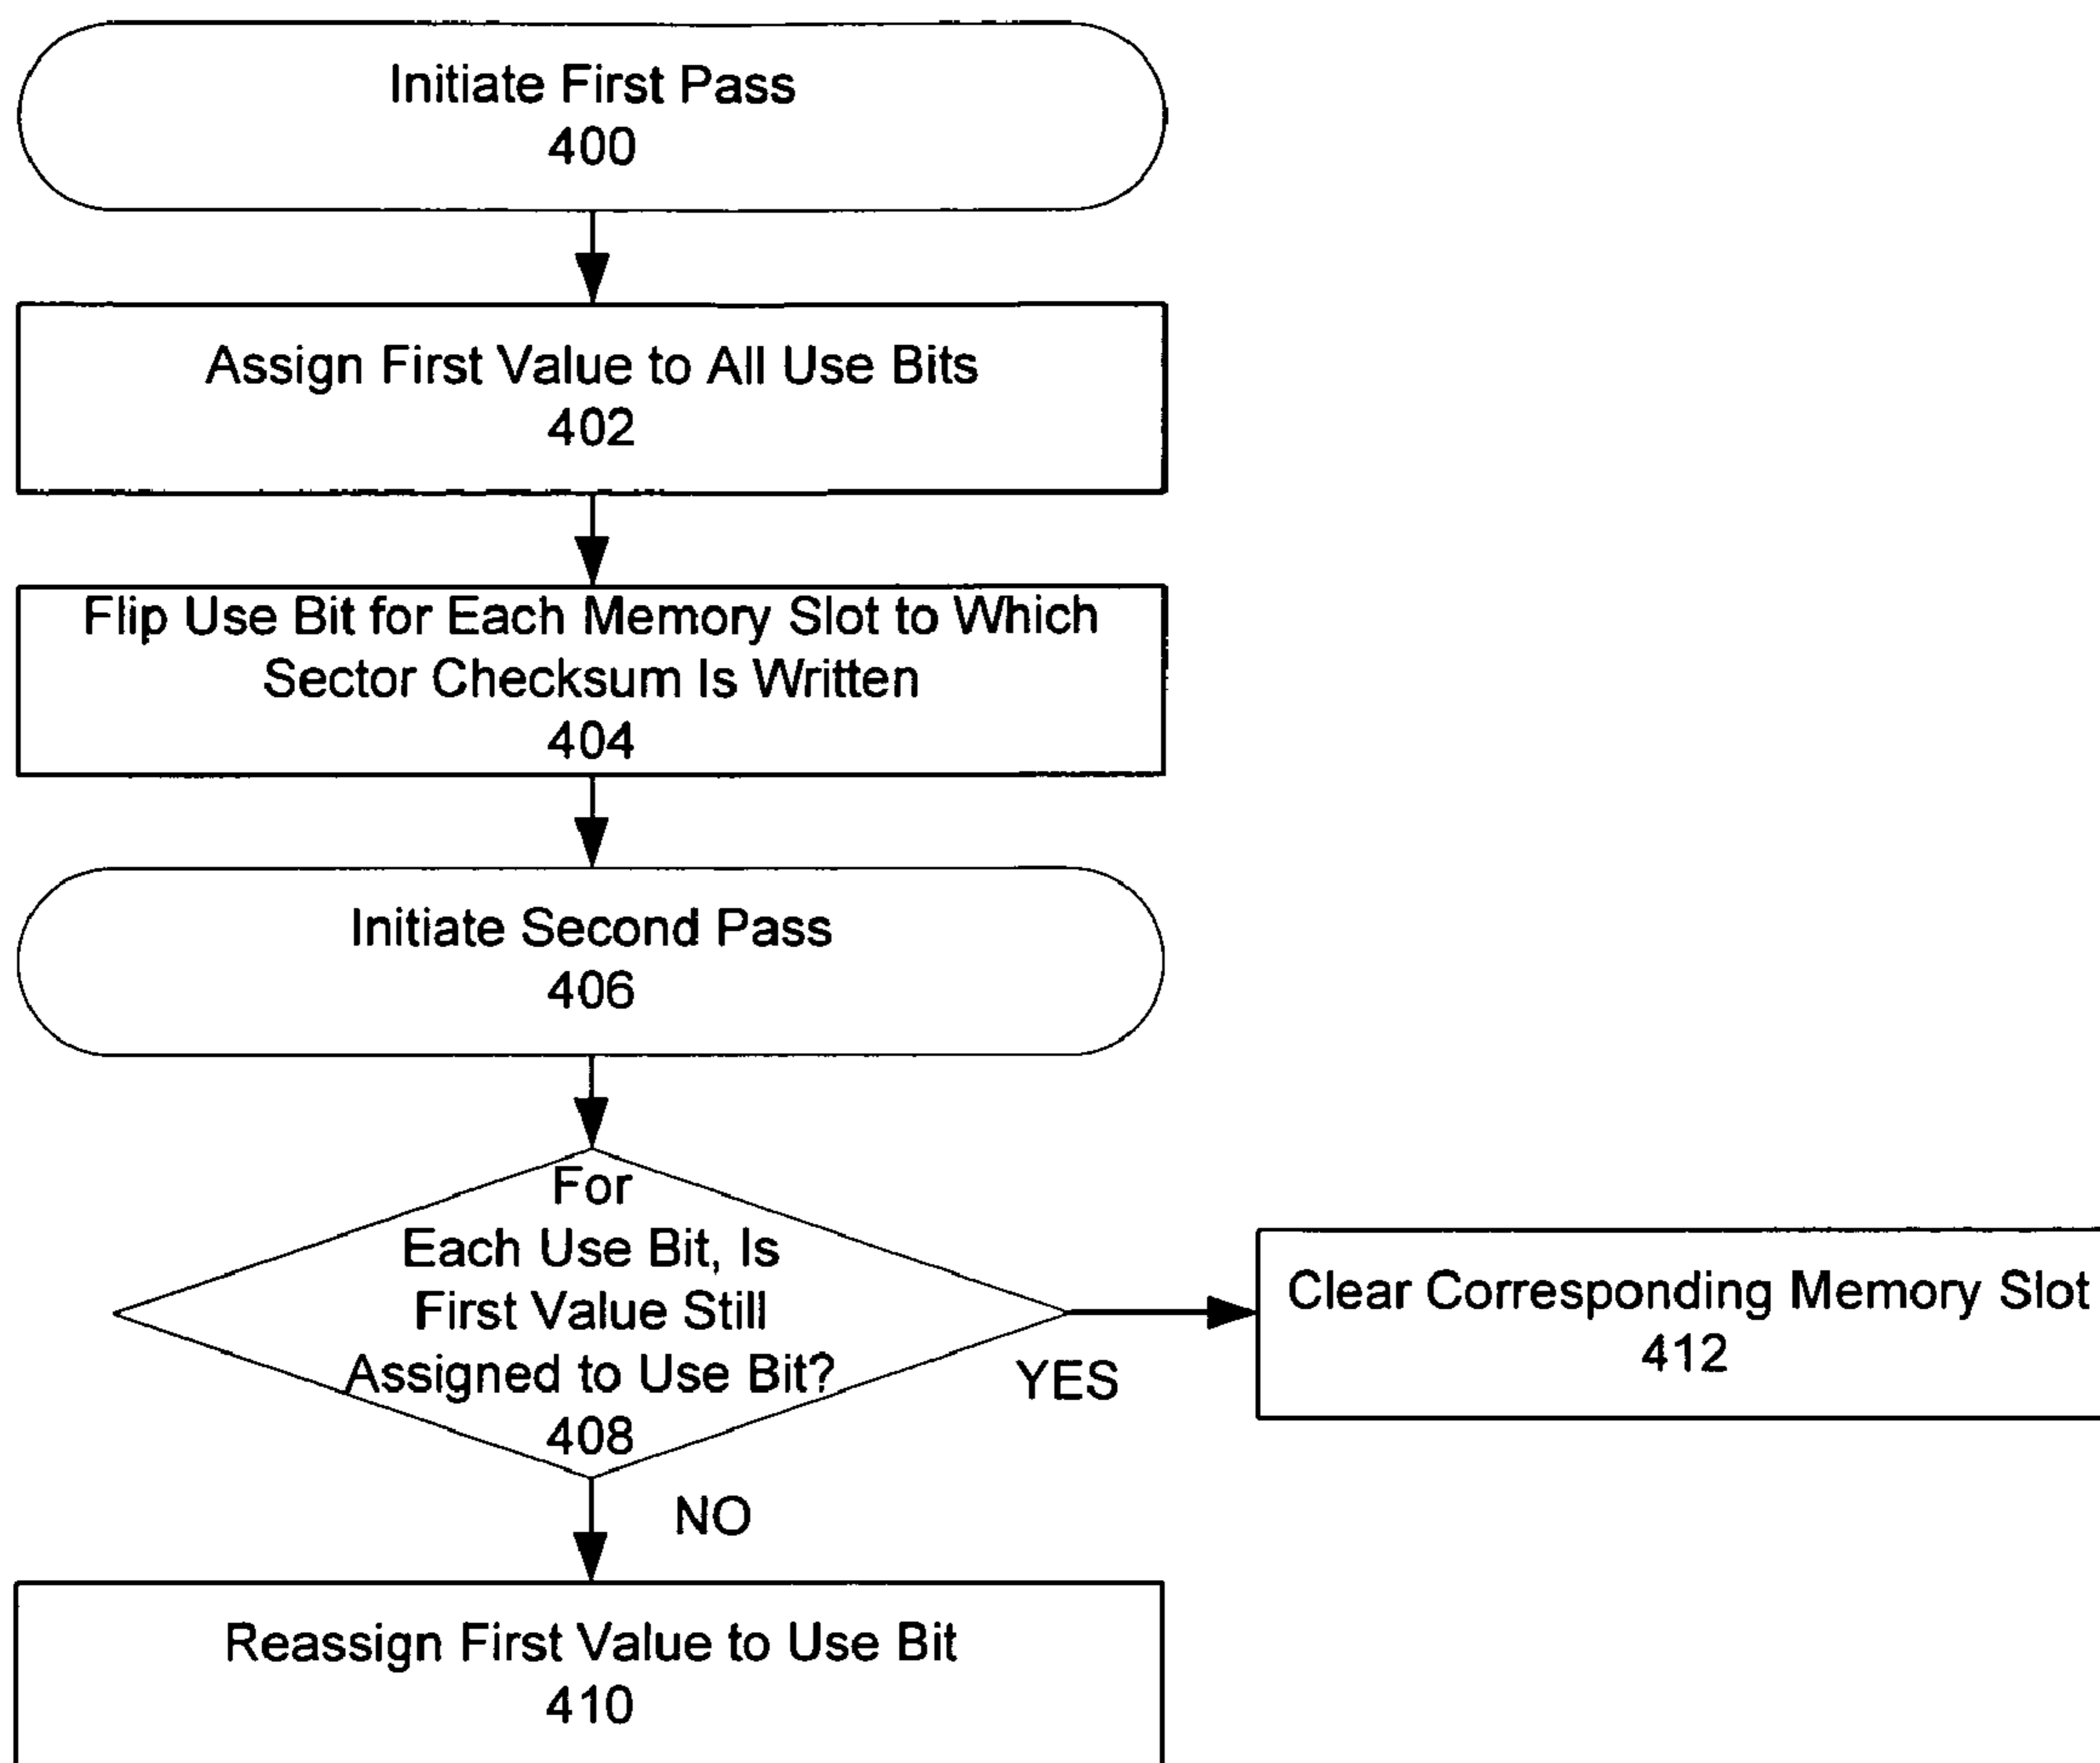 Initiate First Pass
400
Assign First Value to All Use Bits
402
Flip Use Bit for Each Memory Slot to Which
Sector Checksum Is Written
404
Initiate Second Pass
406
For
Each Use Bit, Is
First Value Still
Assigned to Use Bit?
408
YES
Clear Corresponding Memory Slot
412
NO
Reassign First Value to Use Bit
410